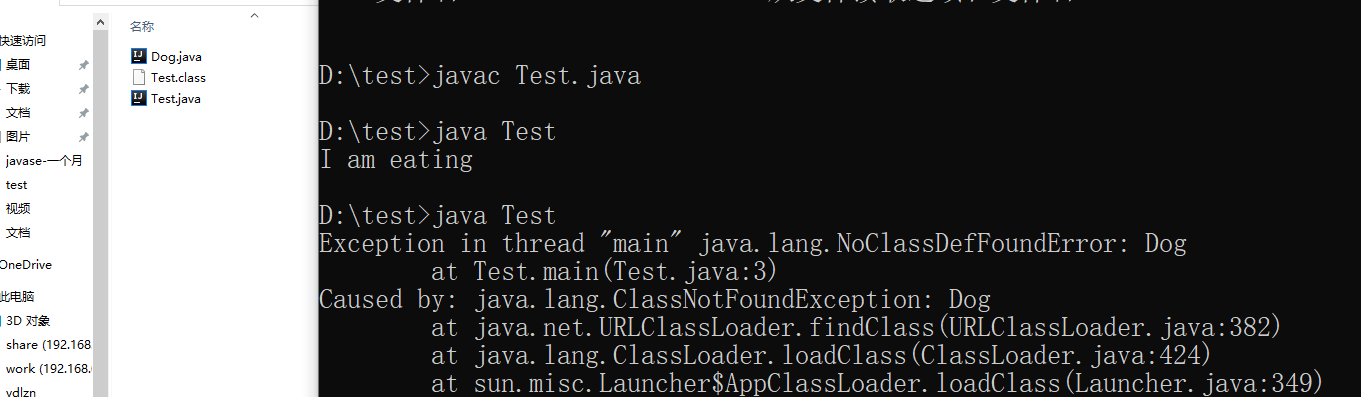 名称
快速访问
桌面
下载
文档
图片
javase-一个月
test
视频
文档
OneDrive
此电脑
3D 对象
share (192.168
work (192.168.
vdlzn
Dog.java
Test.class
Test.java
D:\test>javac Test.java
D:\test>java Test
I am eating
D:\test>java Test
Exception in thread "main" java.lang.NoClassDefFoundError: Dog
at Test.main(Test.java:3)
Caused by: java.lang.ClassNotFoundException: Dog
at java.net.URLClassLoader.findClass(URLClassLoader.java:382)
at java.lang.ClassLoader.loadClass(ClassLoader.java:424)
at sun.misc.Launcher$AppClassLoader.loadClass(Launcher.java:349)